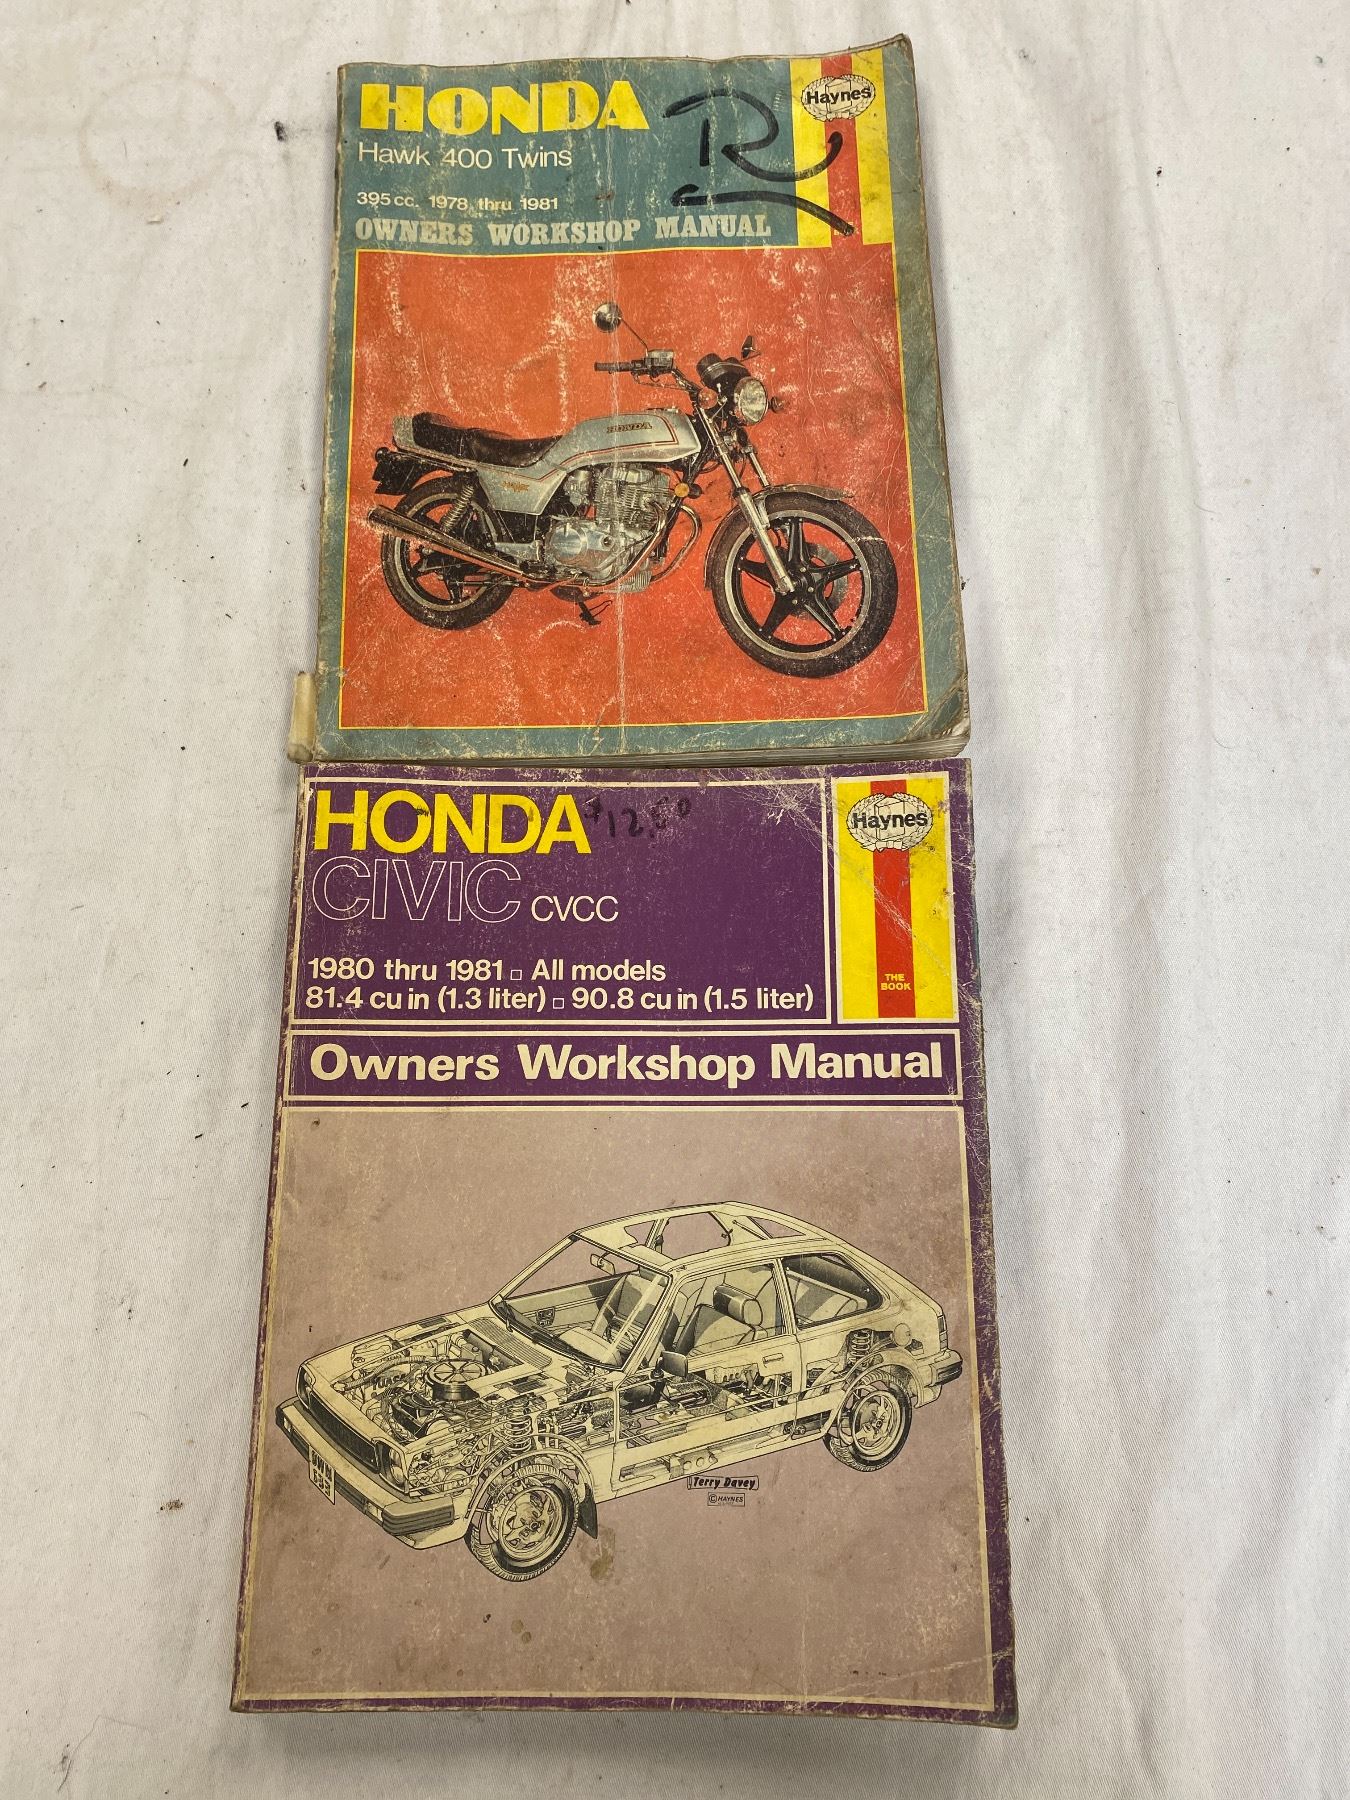 HONDA
Haynes
Hawk 400 Twins
395 cc. 1978 thru 1981
OWNERS WORKSHOP MANUAL
HONDA
HONDA $12.50
Haynes
CIVIC CVCC
1980 thru 1981 □ All models
81.4 cu in (1.3 liter) □ 90.8 cu in (1.5 liter)
THE
BOOK
Owners Workshop Manual
Terry Davey
© HAYNES